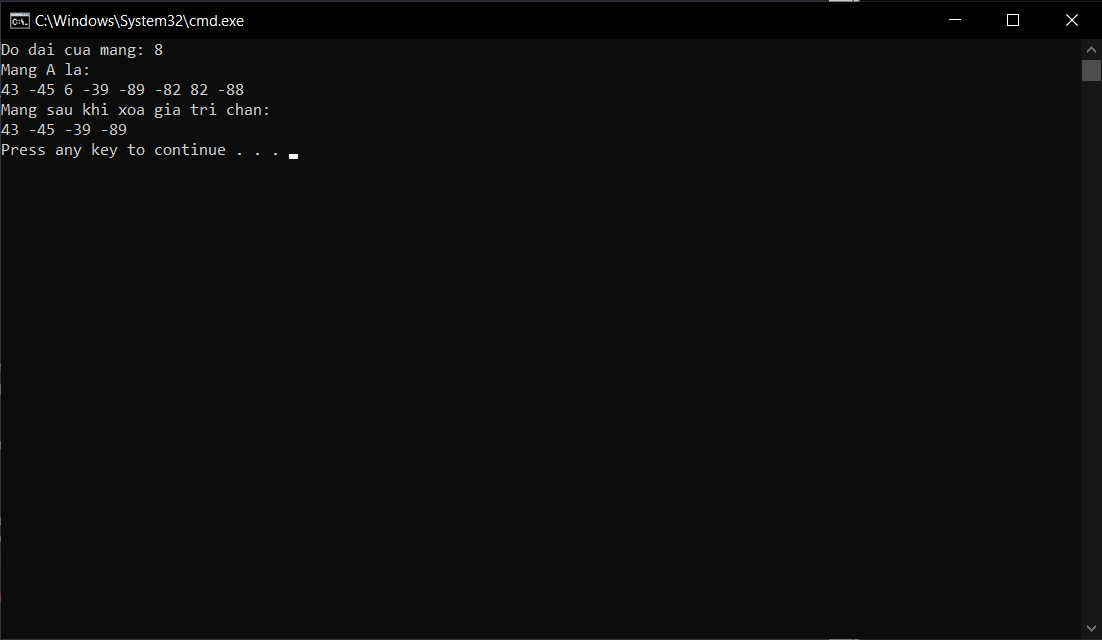 C:\Windows\System32\cmd.exe
Do dai cua mang: 8
Mang A la:
43 -45 6 -39 -89 -82 82 -88
Mang sau khi xoa gia tri chan:
43 -45 -39 -89
Press any key to continue . . .